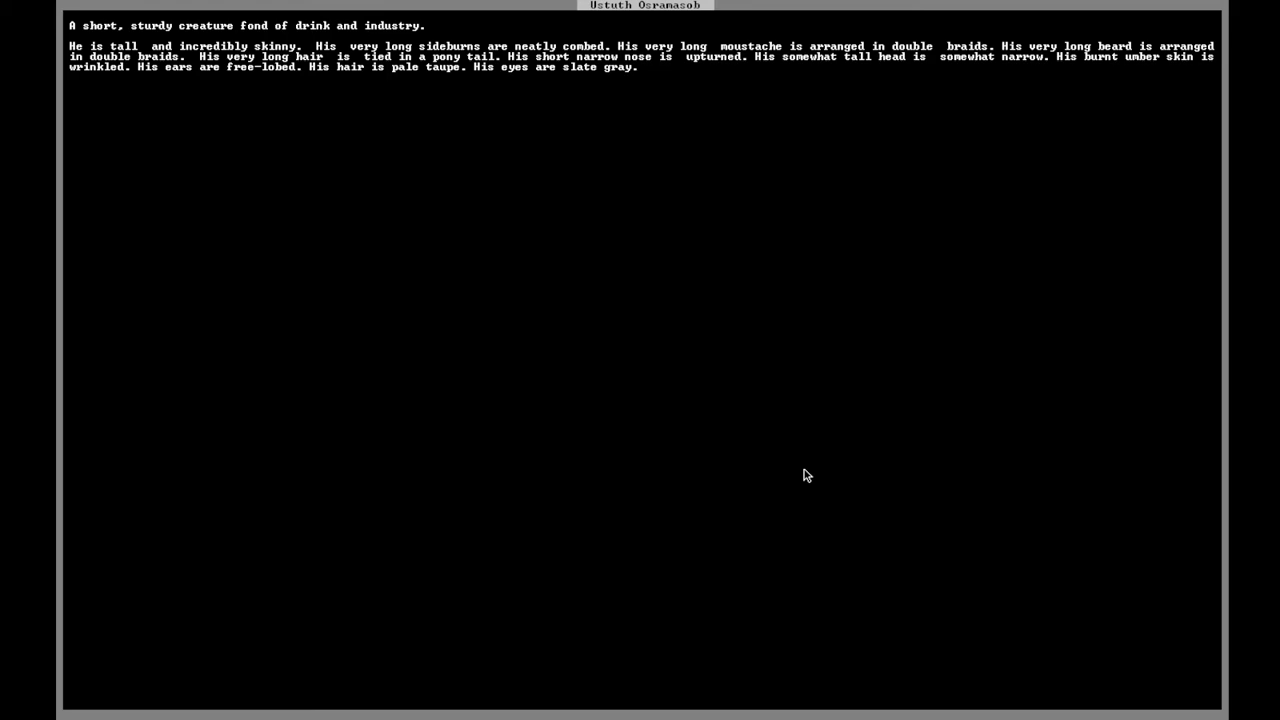 Ustuth Osramasob
A short, sturdy creature fond of drink and industry.
He is tall  and incredibly skinny.  His  very long sideburns are neatly combed. His very long  moustache is arranged in double  braids. His very long beard is arranged
in double braids.  His very long hair  is  tied in a pony tail. His short narrow nose is  upturned. His somewhat tall head is  somewhat narrow. His burnt umber skin is
wrinkled. His ears are free-lobed. His hair is pale taupe. His eyes are slate gray.